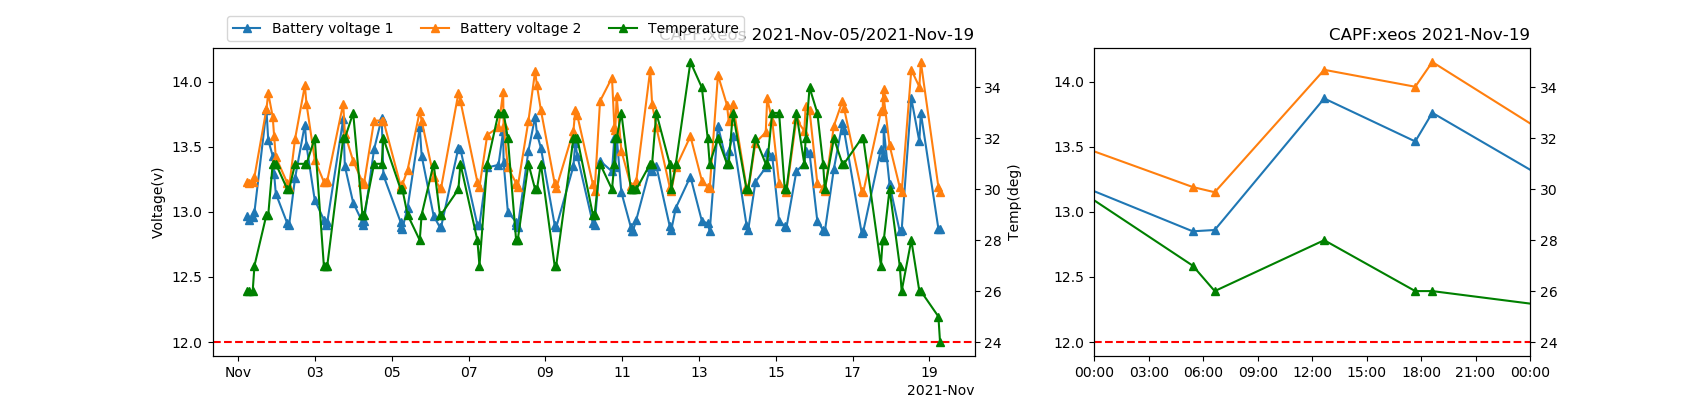 Battery voltage 1 Battery voltage 2 Temperature
CAPF:xeos 2021-Nov-05/2021-Nov-19
CAPF:xeos 2021-Nov-19
14.0
13.5
13.0
12.5
12.0
Voltage(v)
34
32
30
28
26
24
Temp(deg)
Nov 03 05 07 09 11 13 15 17 19
2021-Nov
14.0
13.5
13.0
12.5
12.0
34
32
30
28
26
24
00:00 03:00 06:00 09:00 12:00 15:00 18:00 21:00 00:00